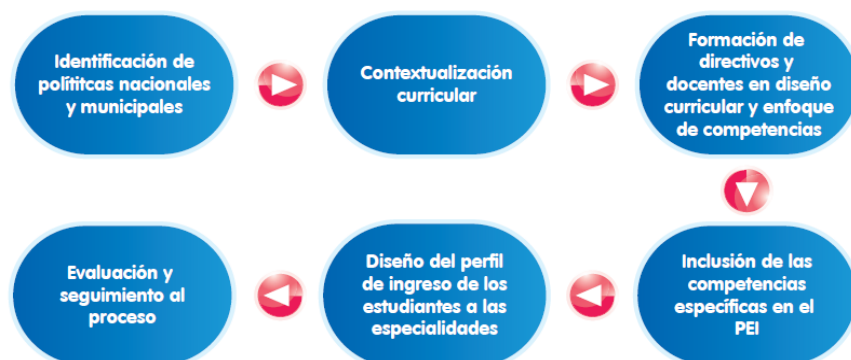 Identificación de
polítitcas nacionales
y municipales
Contextualización
curricular
Formación de
directivos y
docentes en diseño
curricular y enfoque
de competencias
Inclusión de las
competencias
específicas en el
PEI
Diseño del perfil
de ingreso de los
estudiantes a las
especialidades
Evaluación y
seguimiento al
proceso